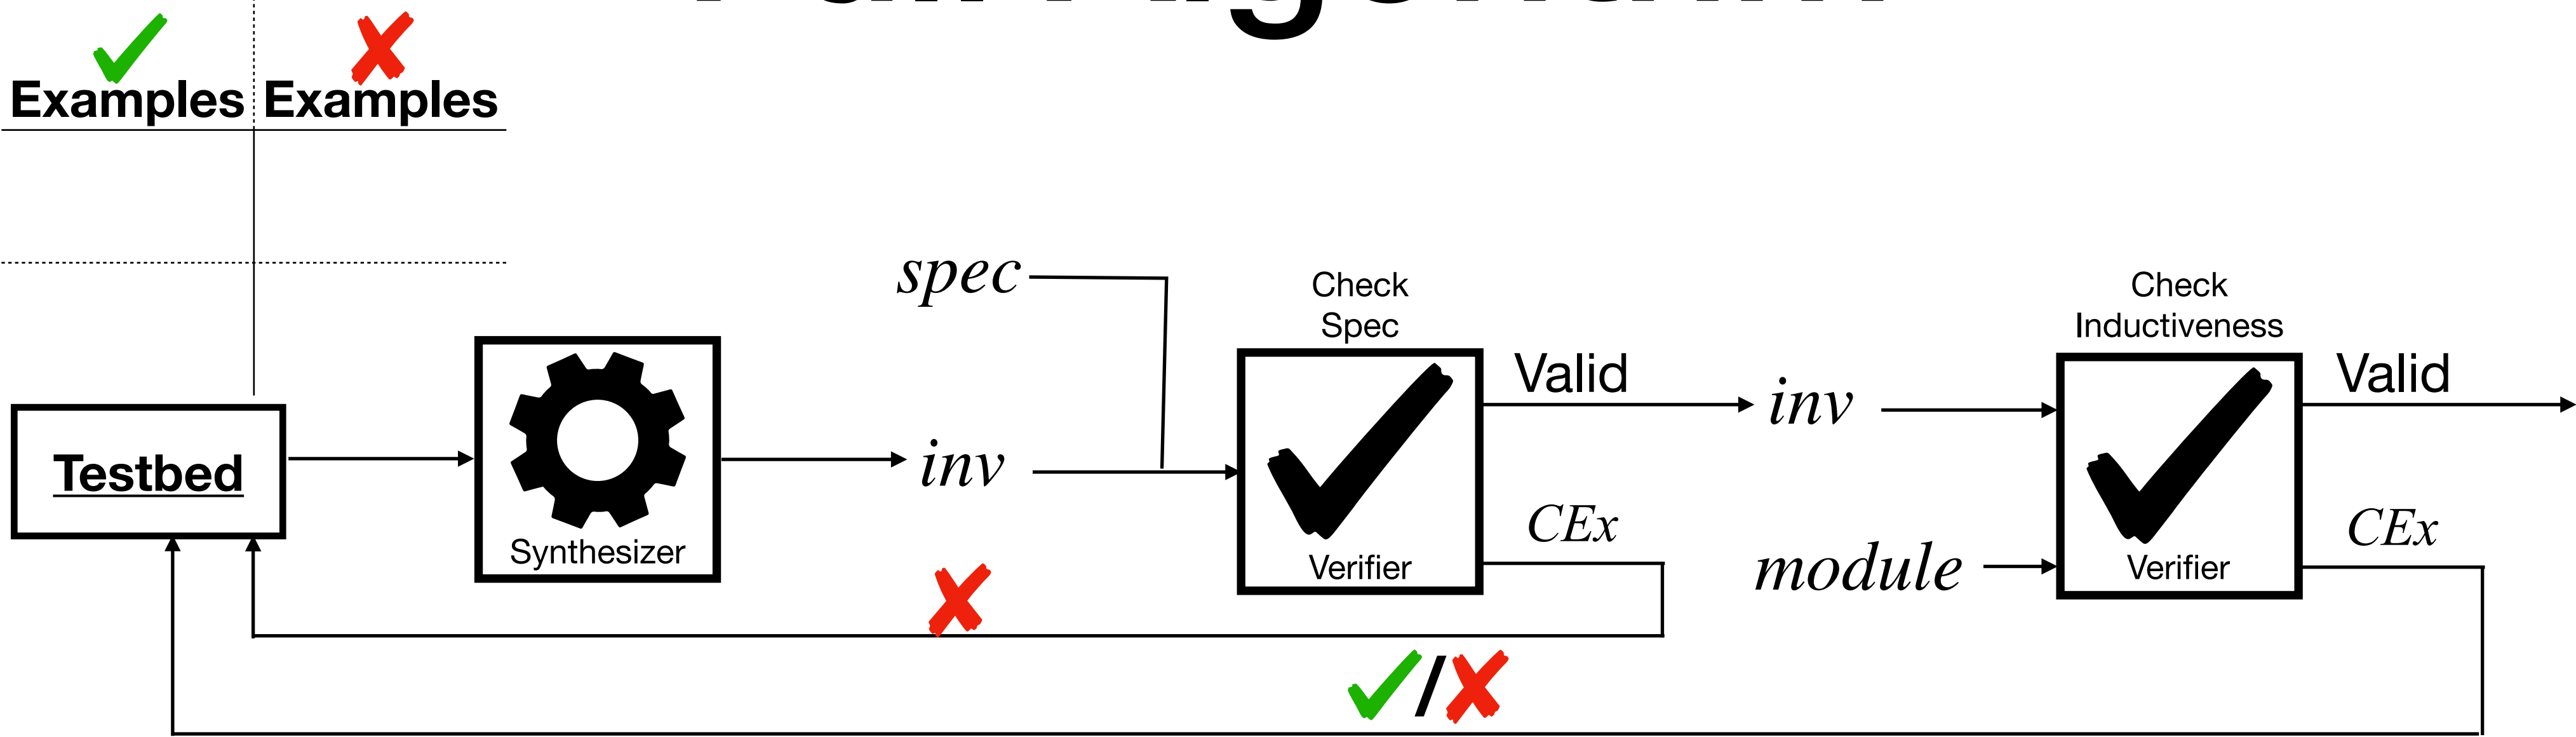 Examples Examples
spec
Check
Spec
Check
Inductiveness
Valid
Valid
inv
inv
Testbed
CEx
CEx
Synthesizer
Verifier
module
Verifier
/